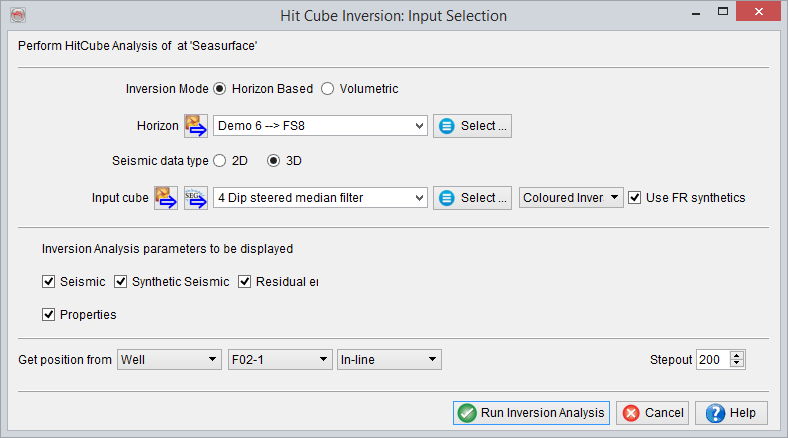 Hit Cube Inversion: Input Selection
Perform HitCube Analysis of at 'Seasurface'
Inversion Mode Horizon Based Volumetric
Horizon Demo 6 --> FS8 Select ...
Seismic data type 2D 3D
Input cube SEG 4 Dip steered median filter Select ... Coloured Inver Use FR synthetics
Inversion Analysis parameters to be displayed
Seismic Synthetic Seismic Residual er
Properties
Get position from Well F02-1 In-line Stepout 200
Run Inversion Analysis Cancel Help